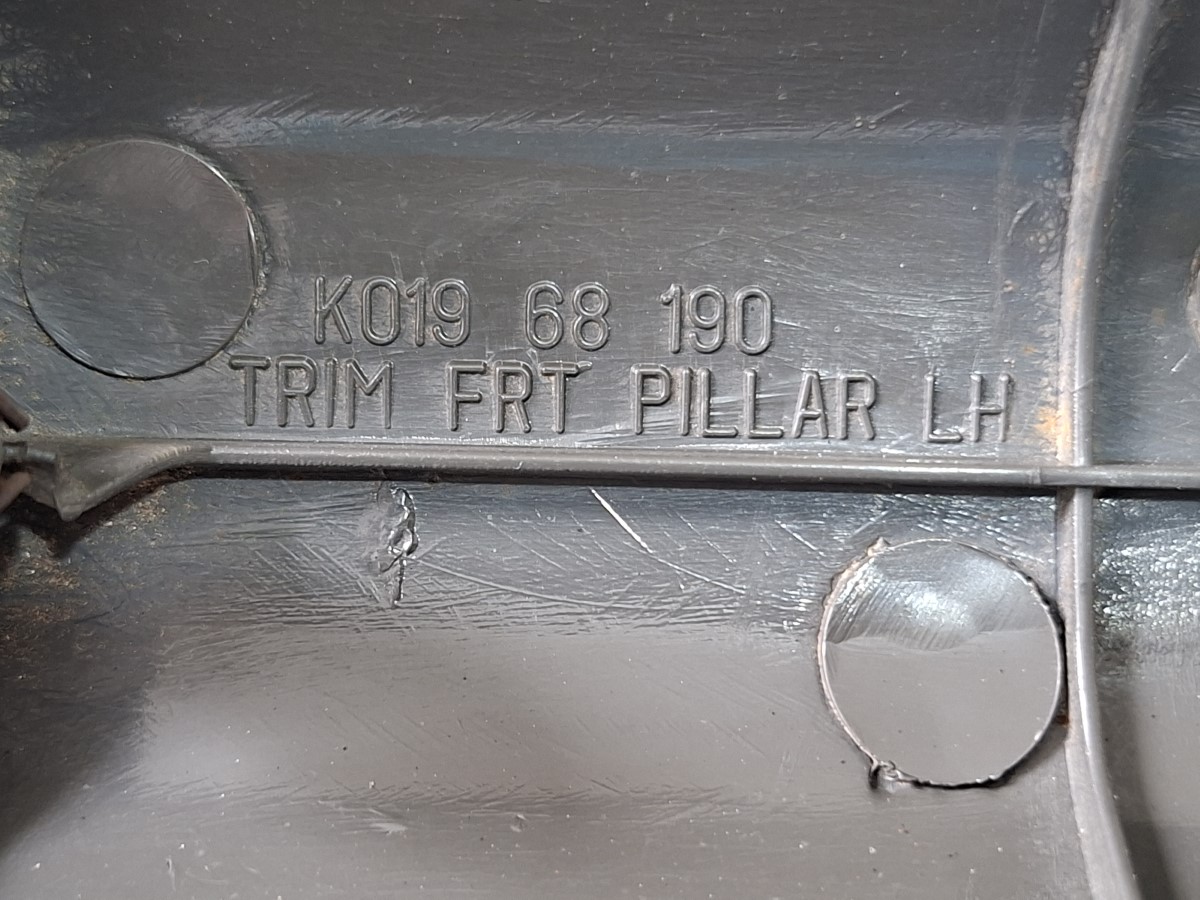 K019 68 190
TRIM FRT PILLAR LH